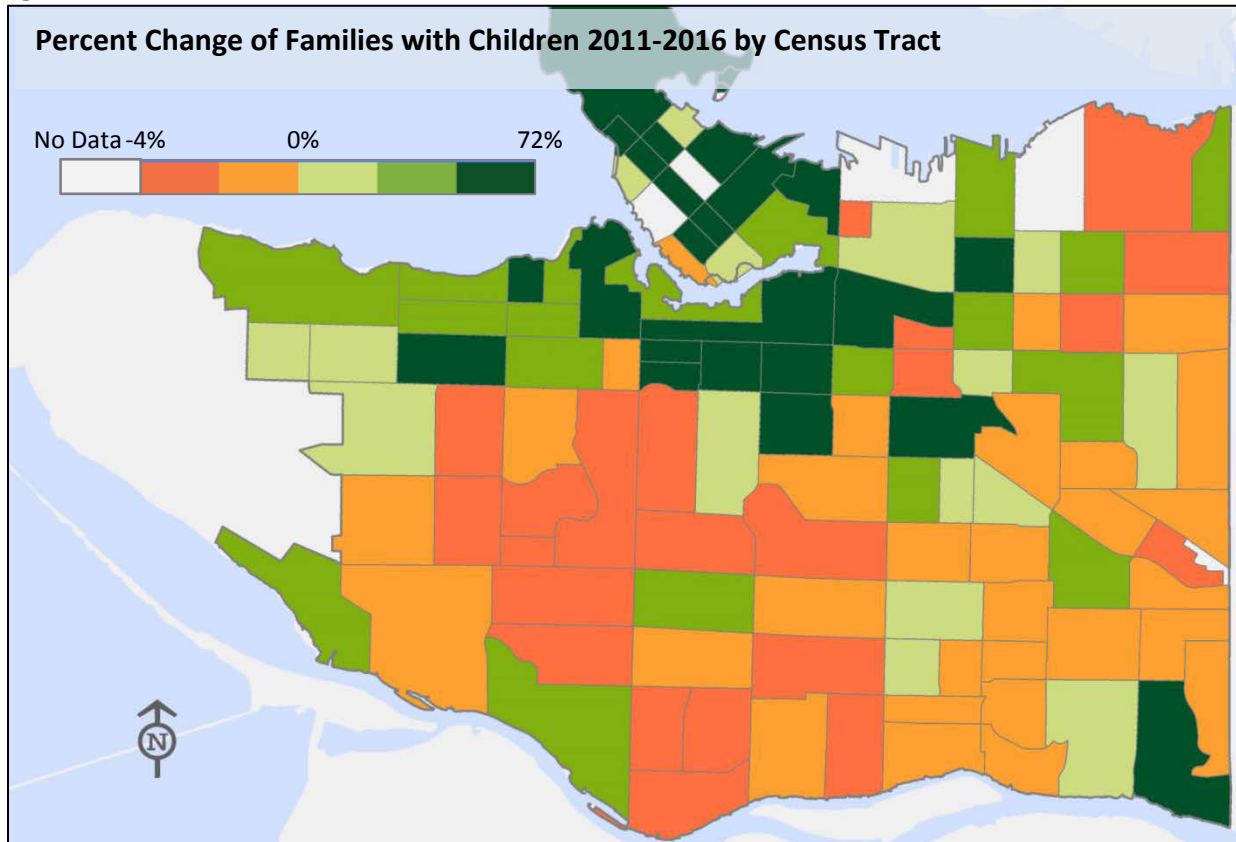 Percent Change of Families with Children 2011-2016 by Census Tract
No Data -4% 0% 72%
N